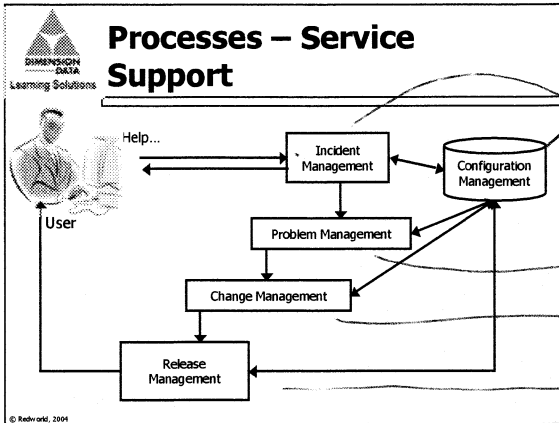 Processes – Service
Support
DIMENSION
DATA
Learning Solutions
Help...
User
Incident
Management
Configuration
Management
Problem Management
Change Management
Release
Management
© Redworld, 2004